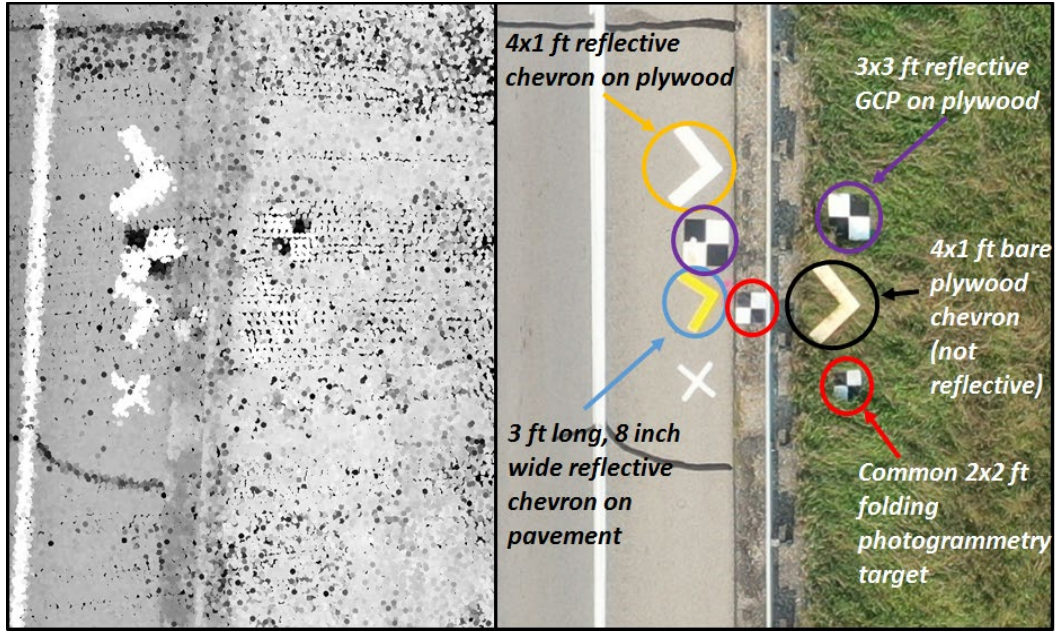 4x1 ft reflective
chevron on plywood
3x3 ft reflective
GCP on plywood
4x1 ft bare
plywood
chevron
(not
reflective)
3 ft long, 8 inch
wide reflective
chevron on
pavement
Common 2x2 ft
folding
photogrammetry
target